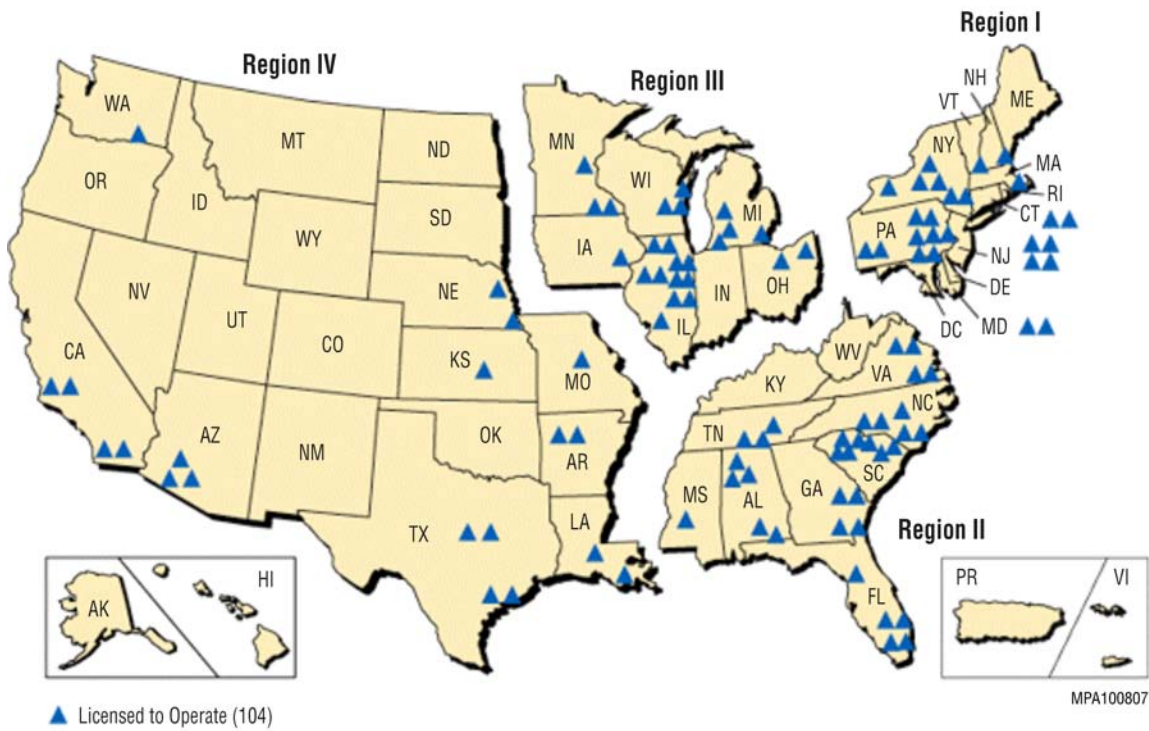 Region I
Region IV
Region III
NH
VT
ME
WA
MT
ND
MN
NY
MA
OR
ID
SD
WI
MI
RI
CT
WY
IA
PA
NJ
NV
NE
OH
IN
DE
UT
CO
IL
DC
MD
CA
KS
MO
WV
KY
VA
NC
AZ
NM
OK
TN
AR
SC
MS
AL
GA
TX
LA
Region II
HI
AK
FL
PR
VI
MPA100807
Licensed to Operate (104)